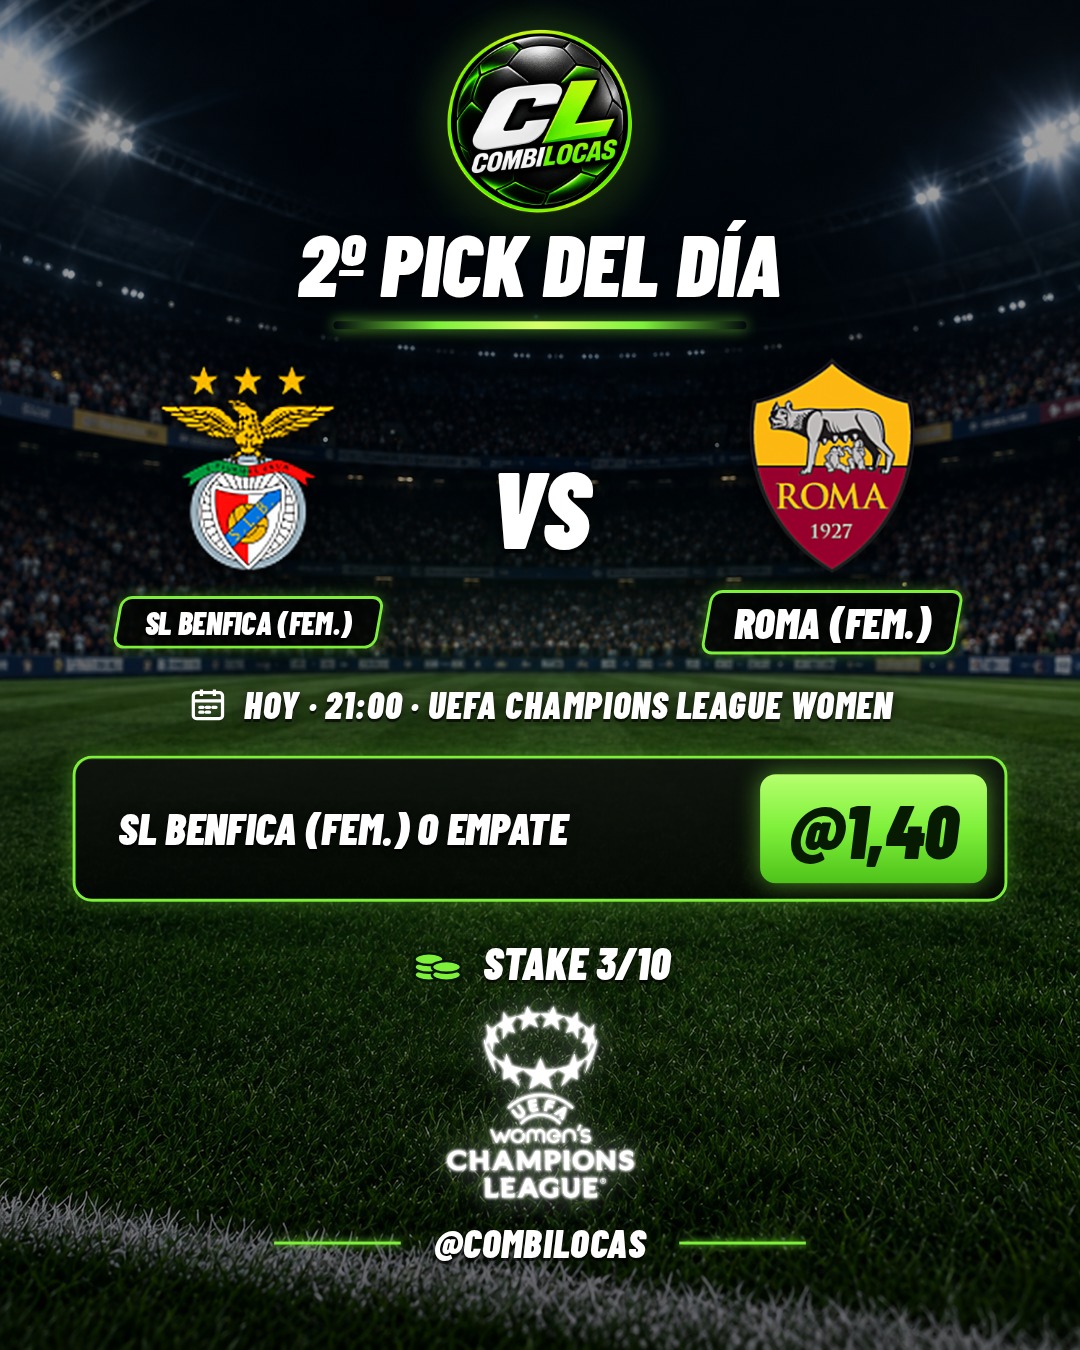 CL
COMBILOCAS
2º PICK DEL DÍA
SLB
ROMA
1927
VS
SL BENFICA (FEM.)
ROMA (FEM.)
HOY · 21:00 · UEFA CHAMPIONS LEAGUE WOMEN
SL BENFICA (FEM.) O EMPATE
@1,40
STAKE 3/10
UEFA
women's
CHAMPIONS
LEAGUE®
@COMBILOCAS